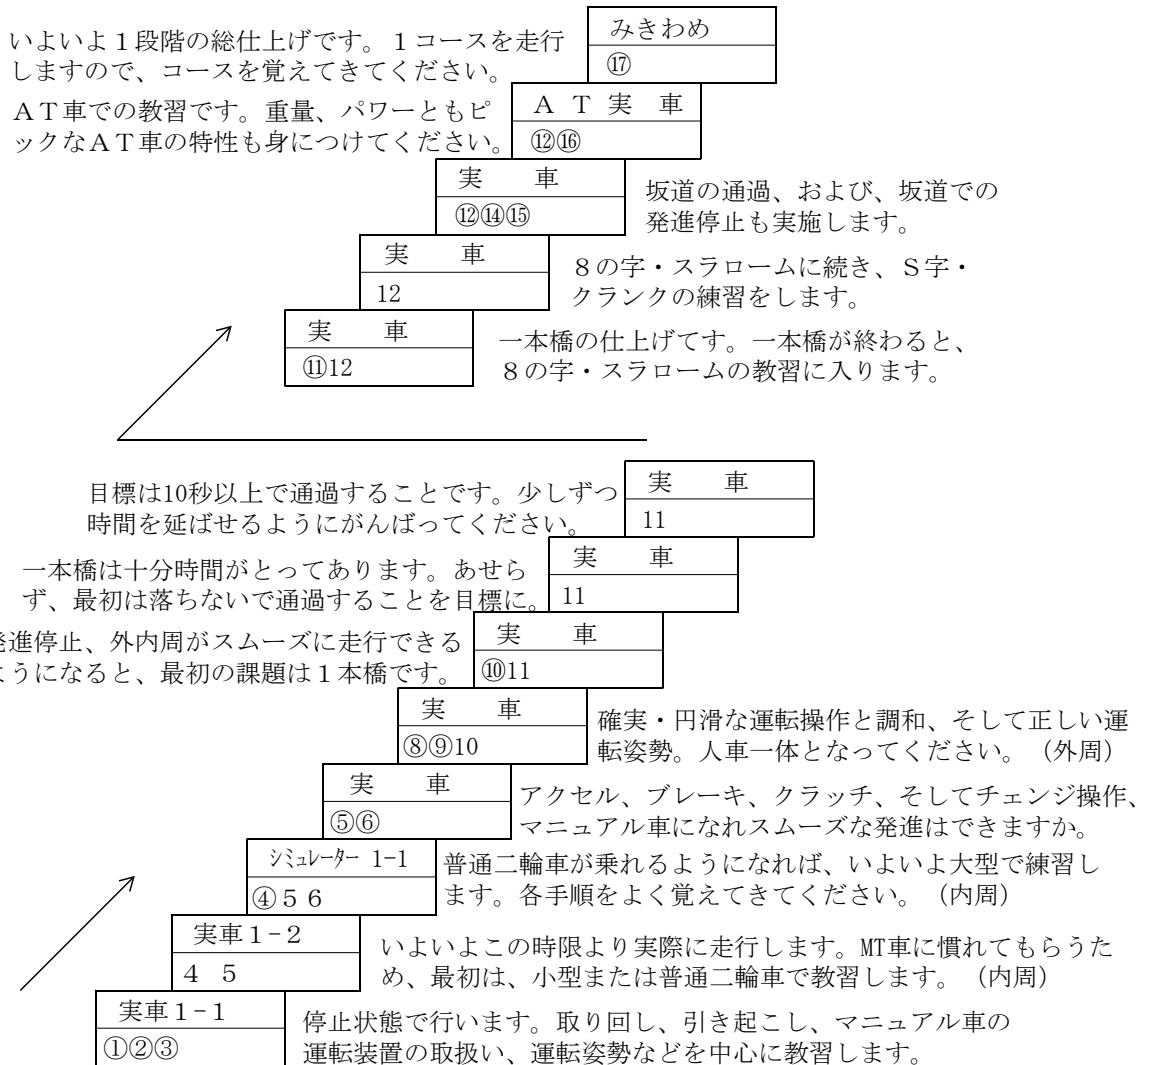 みきわめ
⑰
いよいよ１段階の総仕上げです。１コースを走行
しますので、コースを覚えてきてください。
ＡＴ実車
⑫⑯
ＡＴ車での教習です。重量、パワーともピ
ックなＡＴ車の特性も身につけてください。
実　車
⑫⑭⑮
坂道の通過、および、坂道での
発進停止も実施します。
実　車
12
８の字・スラロームに続き、Ｓ字・
クランクの練習をします。
実　車
⑪12
一本橋の仕上げてす。一本橋が終わると、
８の字・スラロームの教習に入ります。
実　車
11
目標は10秒以上で通過することです。少しずつ
時間を延ばせるようにがんばってください。
実　車
11
一本橋は十分時間がとってあります。あせら
ず、最初は落ちないで通過することを目標に。
実　車
⑩11
発進停止、外内周がスムーズに走行できる
ようになると、最初の課題は１本橋です。
実　車
⑧⑨10
確実・円滑な運転操作と調和、そして正しい運
転姿勢。人車一体となってください。（外周）
実　車
⑤⑥
アクセル、ブレーキ、クラッチ、そしてチェンジ操作、
マニュアル車になれスムーズな発進はできますか。
ｼﾐｭﾚｰﾀｰ 1-1
④５６
普通二輪車が乗れるようになれば、いよいよ大型で練習し
ます。各手順をよく覚えてきてください。（内周）
実車１-２
４ ５
いよいよこの時限より実際に走行します。MT車に慣れてもらうた
め、最初は、小型または普通二輪車で教習します。（内周）
実車１-１
①②③
停止状態で行います。取り回し、引き起こし、マニュアル車の
運転装置の取扱い、運転姿勢などを中心に教習します。